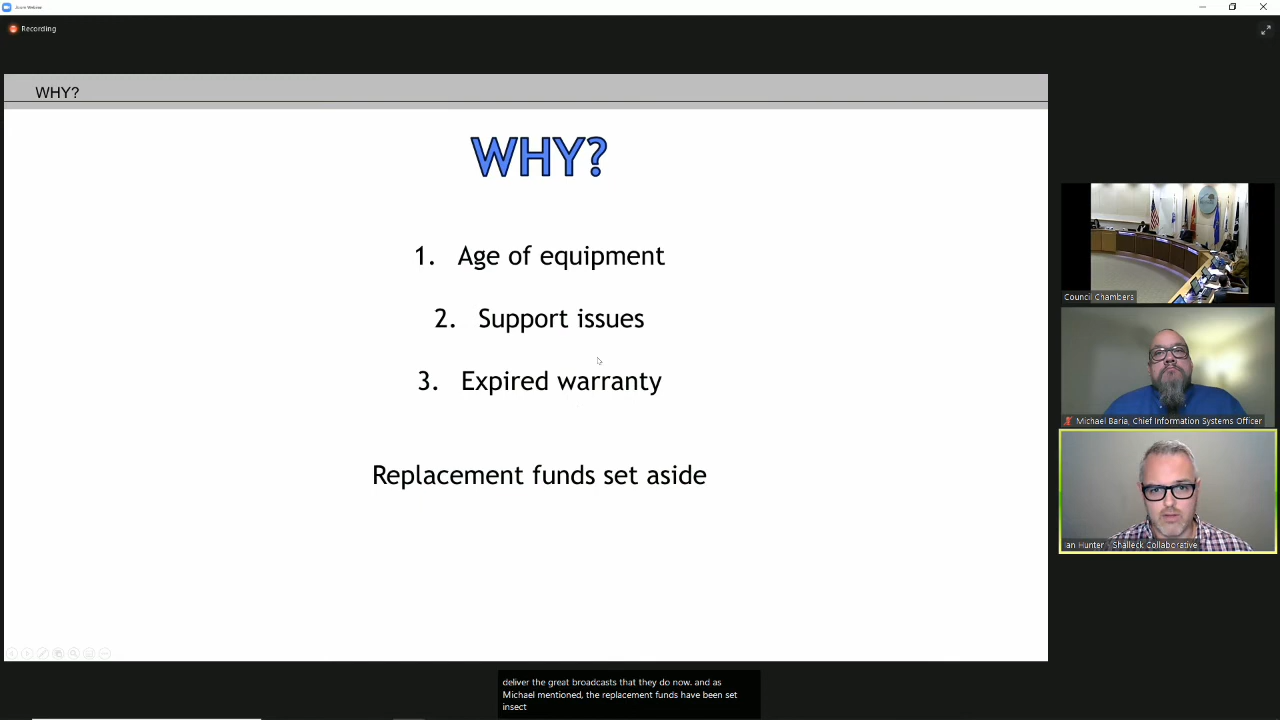 Zoom Webinar
Recording
WHY?
WHY?
1. Age of equipment
2. Support issues
3. Expired warranty
Replacement funds set aside
Council Chambers
Michael Baria, Chief Information Systems Officer
Ian Hunter - Shalleck Collaborative
deliver the great broadcasts that they do now. and as
Michael mentioned, the replacement funds have been set
insect